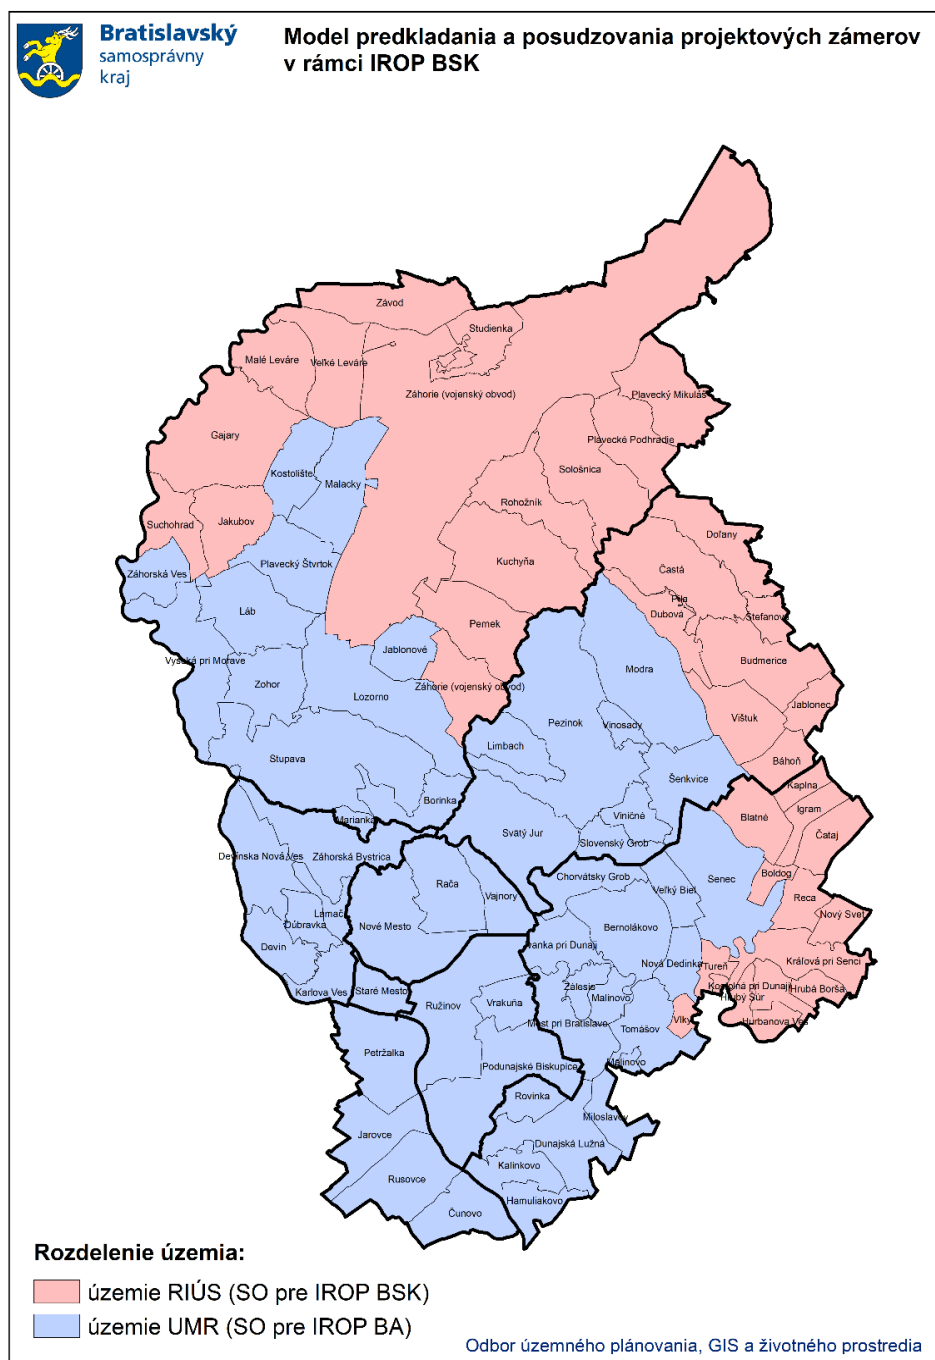 Bratislavský
samosprávny
kraj
Model predkladania a posudzovania projektových zámerov
v rámci IROP BSK
Závod
Studienka
Malé Leváre
Veľké Leváre
Záhorie (vojenský obvod)
Plavecký Mikuláš
Gajary
Plavecké Podhradie
Kostolište
Malacky
Sološnica
Rohožník
Suchohrad
Jakubov
Doľany
Plavecký Štvrtok
Kuchyňa
Záhorská Ves
Častá
Píla
Láb
Dubová
Štefanová
Pernek
Jablonové
Vysoká pri Morave
Modra
Budmerice
Zohor
Záhorie (vojenský obvod)
Lozorno
Jablonec
Vištuk
Pezinok
Vinosady
Limbach
Stupava
Báhoň
Šenkvice
Kaplna
Borinka
Igram
Viničné
Blatné
Marianka
Svätý Jur
Čataj
Slovenský Grob
Devínska Nová Ves
Záhorská Bystrica
Chorvátsky Grob
Senec
Boldog
Rača
Veľký Biel
Vajnory
Reca
Lamač
Nový Svet
Dúbravka
Nové Mesto
Bernolákovo
Devín
Ivanka pri Dunaji
Nová Dedinka
Kráľová pri Senci
Tureň
Zálesie
Kostolná pri Dunaji
Hrubá Borša
Karlova Ves
Staré Mesto
Malinovo
Hrubý Šúr
Ružinov
Vrakuňa
Vlky
Hurbanova Ves
Most pri Bratislave
Tomášov
Petržalka
Malinovo
Podunajské Biskupice
Rovinka
Miloslavov
Jarovce
Dunajská Lužná
Kalinkovo
Rusovce
Hamuliakovo
Čunovo
Rozdelenie územia:
územie RIÚS (SO pre IROP BSK)
územie UMR (SO pre IROP BA)
Odbor územného plánovania, GIS a životného prostredia